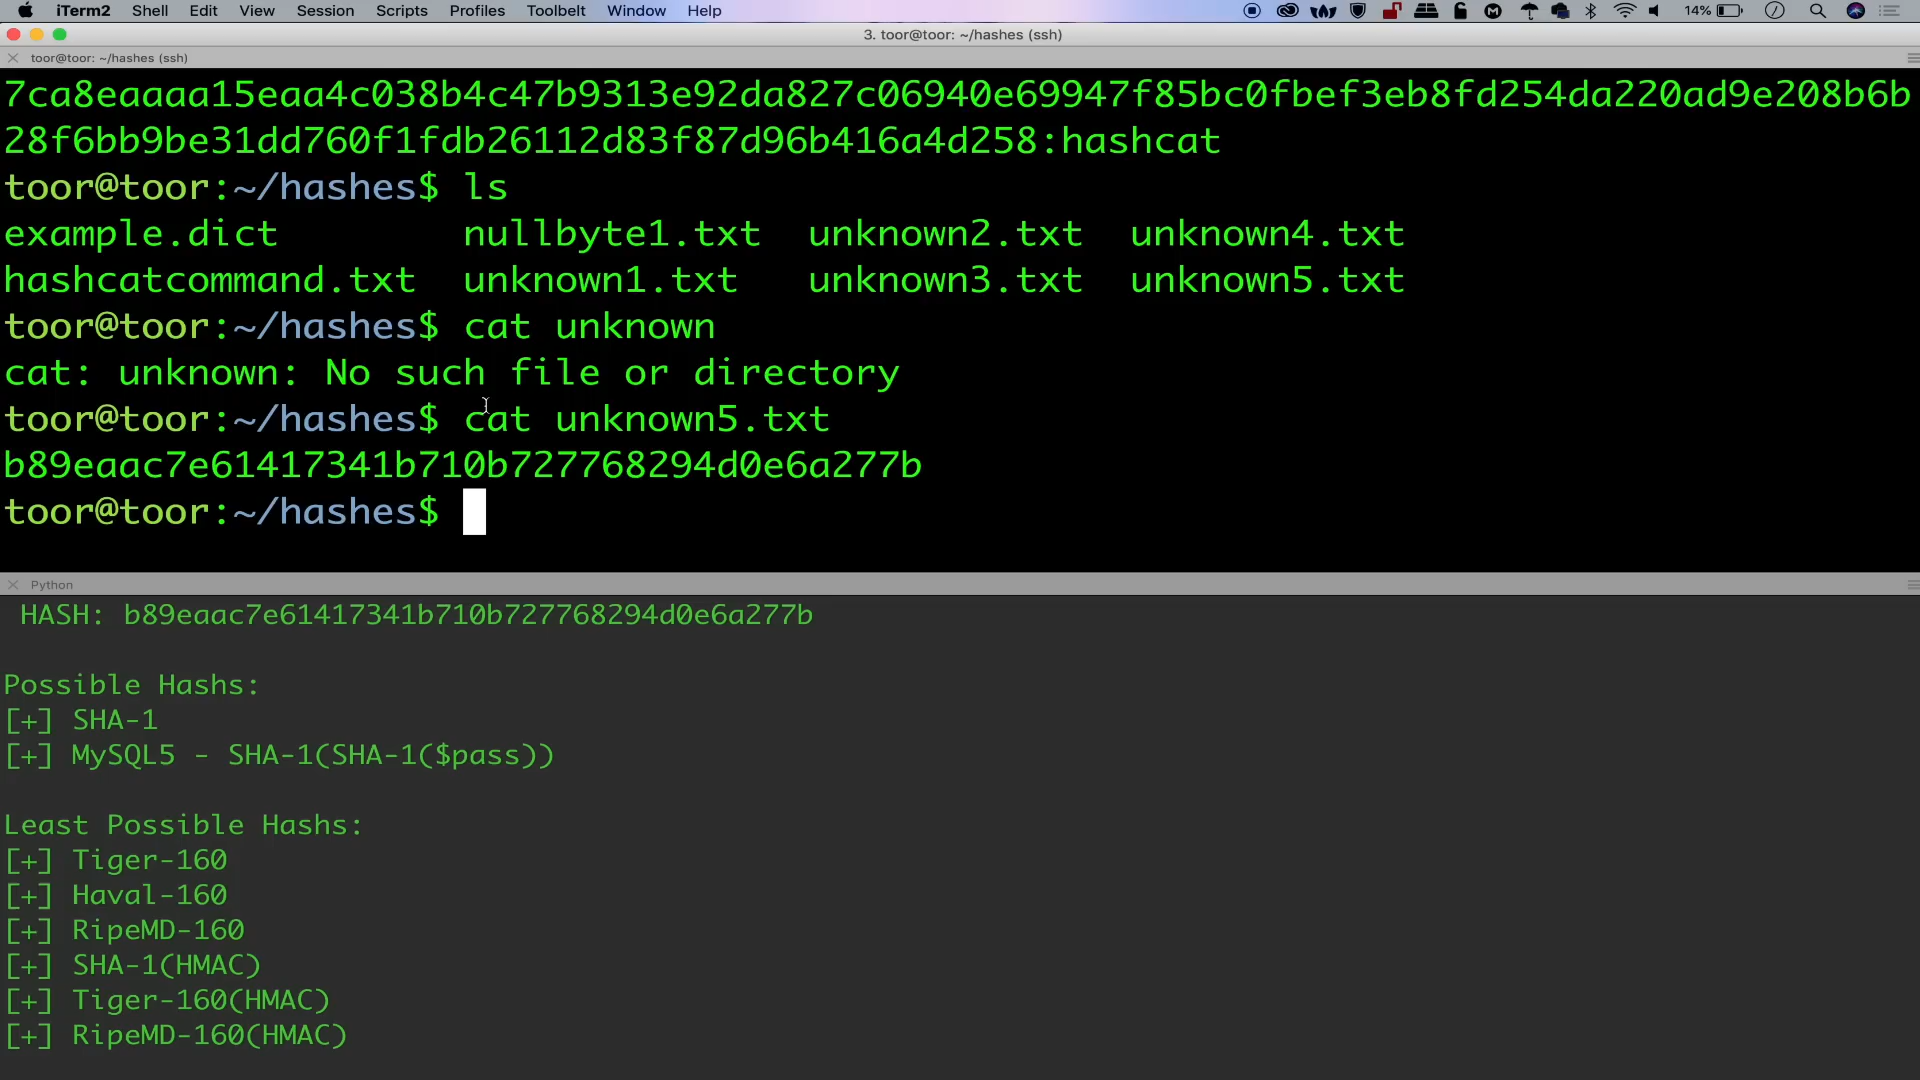 iTerm2 Shell Edit View Session Scripts Profiles Toolbelt Window Help 14%
3. toor@toor: ~/hashes (ssh)
toor@toor: ~/hashes (ssh)
7ca8eaaaa15eaa4c038b4c47b9313e92da827c06940e69947f85bc0fbef3eb8fd254da220ad9e208b6b
28f6bb9be31dd760f1fdb26112d83f87d96b416a4d258:hashcat
toor@toor:~/hashes$ ls
example.dict nullbyte1.txt unknown2.txt unknown4.txt
hashcatcommand.txt unknown1.txt unknown3.txt unknown5.txt
toor@toor:~/hashes$ cat unknown
cat: unknown: No such file or directory
toor@toor:~/hashes$ cat unknown5.txt
b89eaac7e61417341b710b727768294d0e6a277b
toor@toor:~/hashes$
Python
HASH: b89eaac7e61417341b710b727768294d0e6a277b
Possible Hashs:
[+] SHA-1
[+] MySQL5 - SHA-1(SHA-1($pass))
Least Possible Hashs:
[+] Tiger-160
[+] Haval-160
[+] RipeMD-160
[+] SHA-1(HMAC)
[+] Tiger-160(HMAC)
[+] RipeMD-160(HMAC)